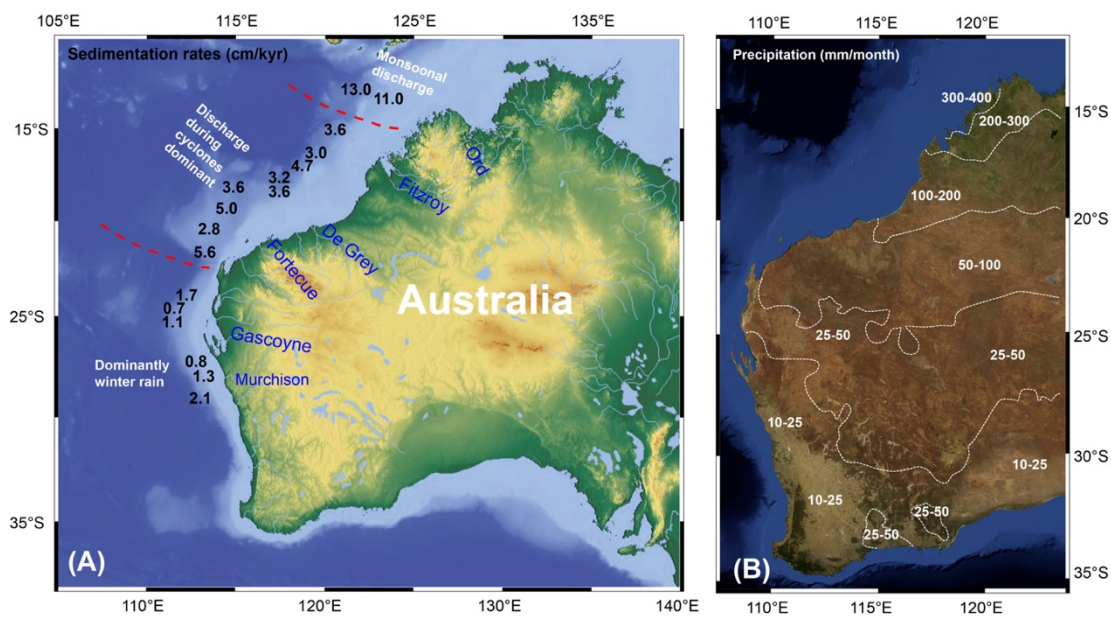 105°E 115°E 125°E 135°E
Sedimentation rates (cm/kyr)
Monsoonal
discharge
13.0
11.0
15°S
3.6
Discharge
during
cyclones
dominant
3.0
4.7
3.2
3.6
3.6
5.0
2.8
5.6
Ord
Fitzroy
De Grey
Fortecue
Australia
1.7
0.7
1.1
25°S
Gascoyne
Dominantly
winter rain
0.8
1.3
2.1
Murchison
35°S
(A)
110°E 120°E 130°E 140°E
110°E 115°E 120°E
Precipitation (mm/month)
300-400
200-300
15°S
100-200
20°S
50-100
25-50
25-50
25°S
10-25
30°S
10-25
10-25
25-50
25-50
35°S
(B)
110°E 115°E 120°E